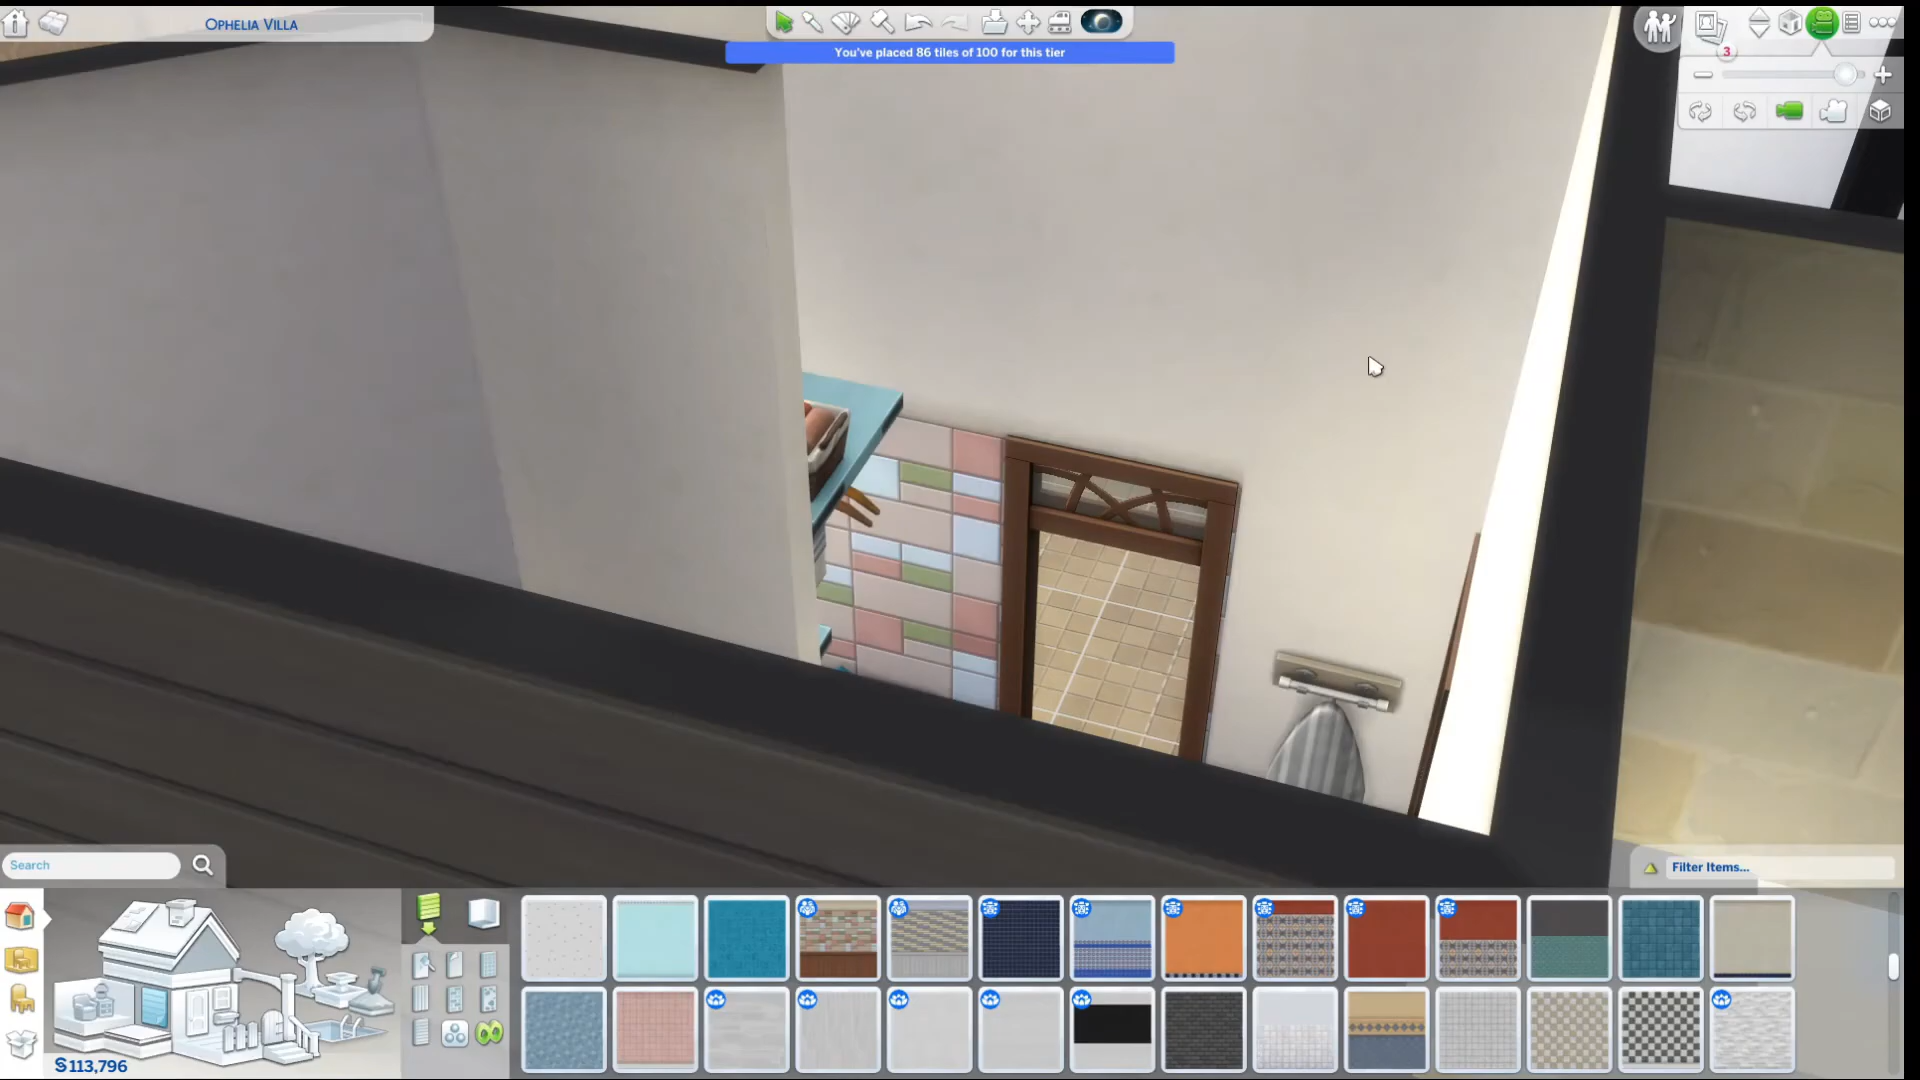 OPHELIA VILLA
You've placed 86 tiles of 100 for this tier
3
Search
Filter Items...
§113,796